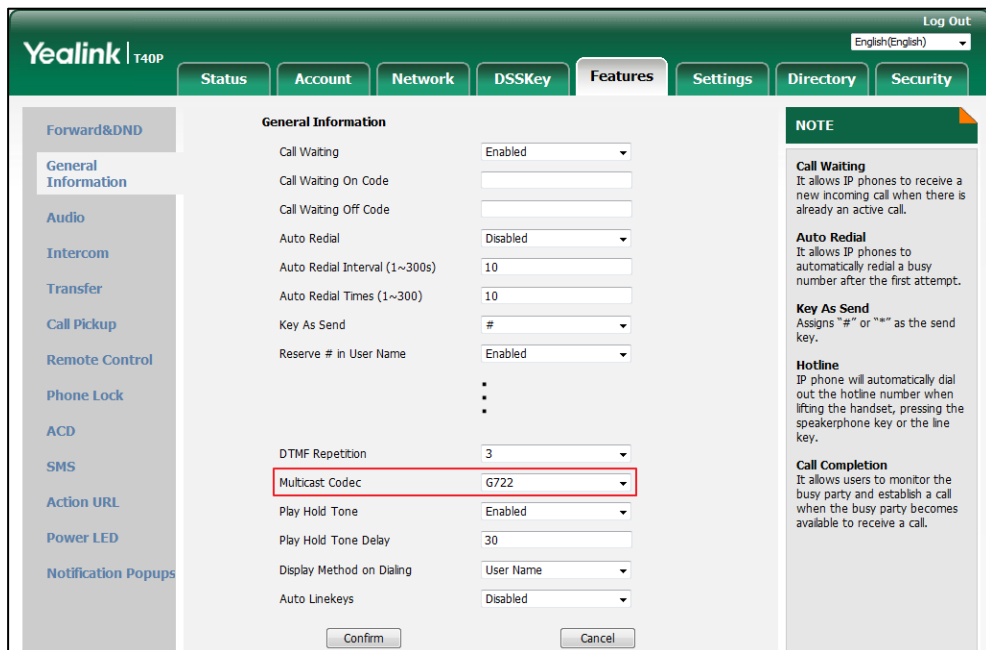 Log Out
Yealink | T40P
English(English)
Status Account Network DSSKey Features Settings Directory Security
Forward&DND
General
Information
Audio
Intercom
Transfer
Call Pickup
Remote Control
Phone Lock
ACD
SMS
Action URL
Power LED
Notification Popups
General Information
Call Waiting Enabled
Call Waiting On Code
Call Waiting Off Code
Auto Redial Disabled
Auto Redial Interval (1~300s) 10
Auto Redial Times (1~300) 10
Key As Send #
Reserve # in User Name Enabled
DTMF Repetition 3
Multicast Codec G722
Play Hold Tone Enabled
Play Hold Tone Delay 30
Display Method on Dialing User Name
Auto Linekeys Disabled
Confirm Cancel
NOTE
Call Waiting
It allows IP phones to receive a
new incoming call when there is
already an active call.
Auto Redial
It allows IP phones to
automatically redial a busy
number after the first attempt.
Key As Send
Assigns "#" or "*" as the send
key.
Hotline
IP phone will automatically dial
out the hotline number when
lifting the handset, pressing the
speakerphone key or the line
key.
Call Completion
It allows users to monitor the
busy party and establish a call
when the busy party becomes
available to receive a call.